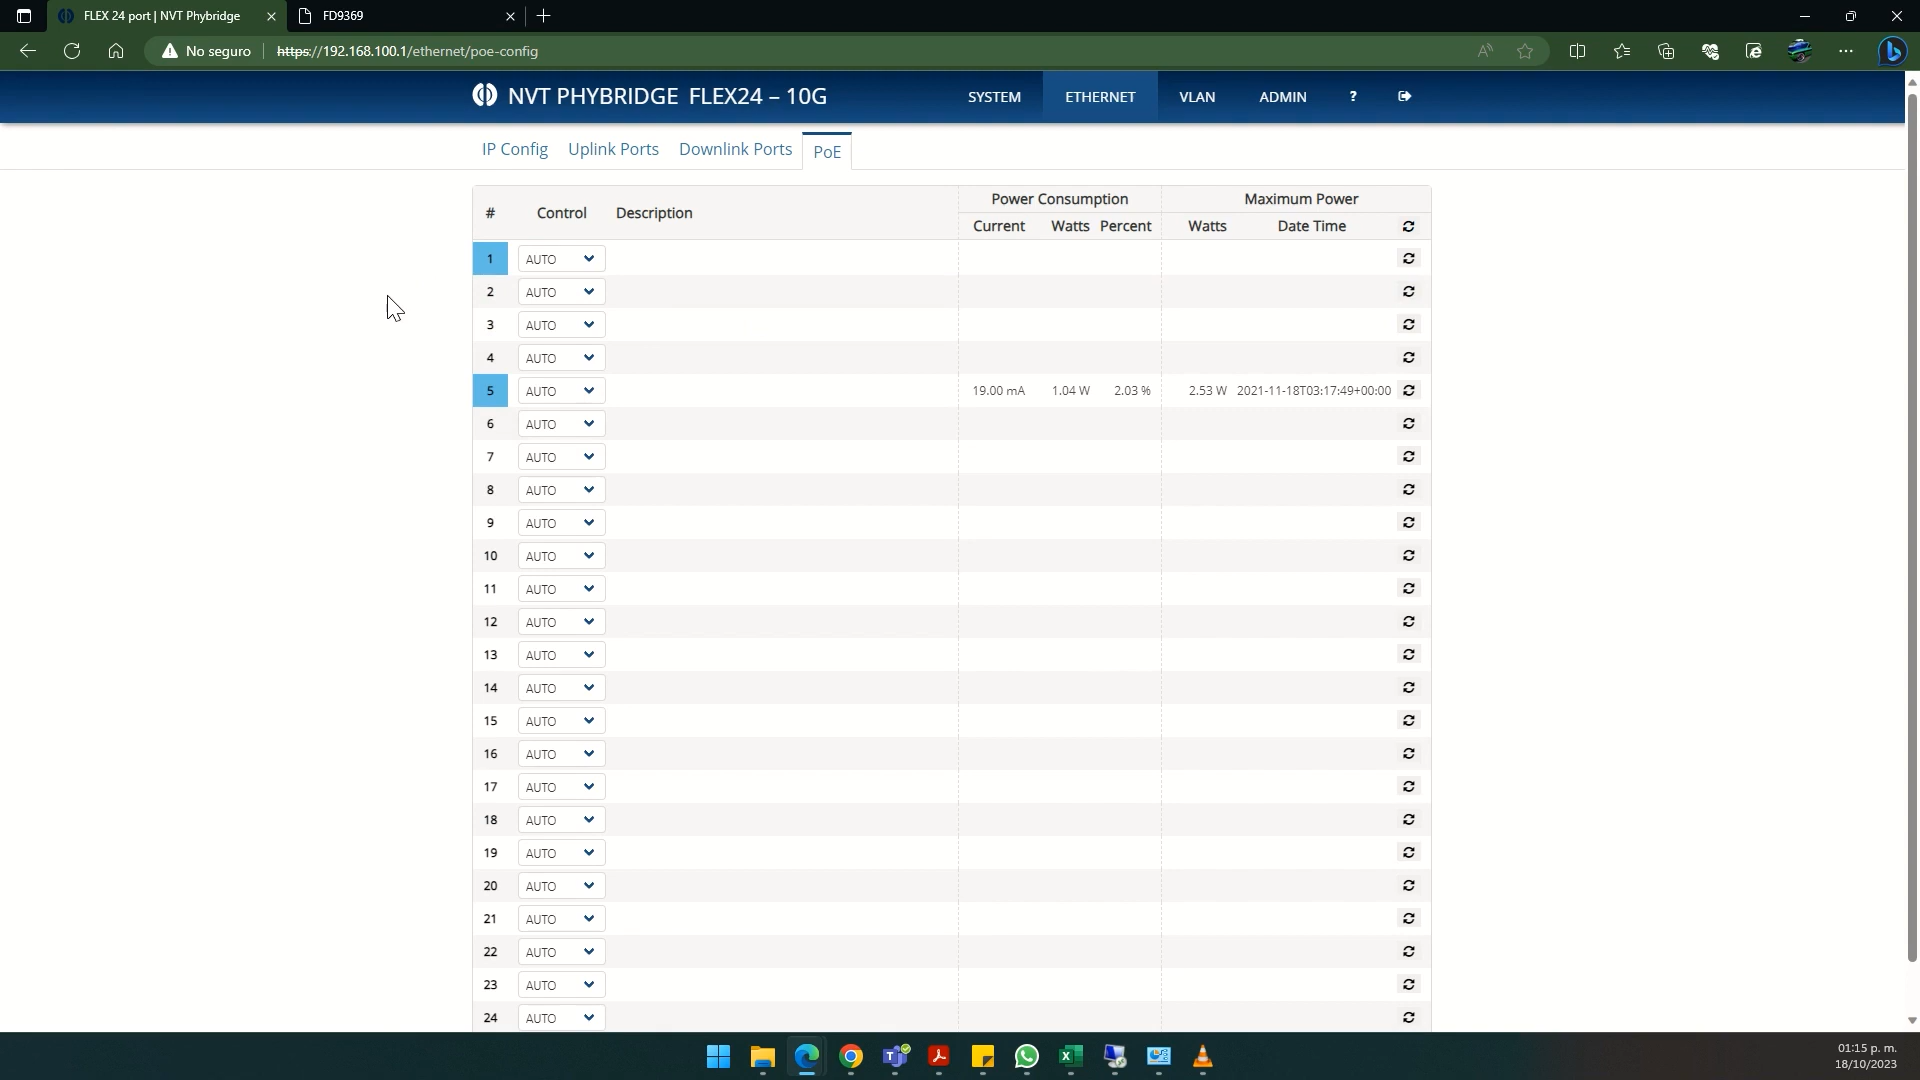 FLEX 24 port | NVT Phybridge
FD9369
No seguro
https://192.168.100.1/ethernet/poe-config
NVT PHYBRIDGE FLEX24 – 10G
SYSTEM
ETHERNET
VLAN
ADMIN
?
IP Config
Uplink Ports
Downlink Ports
PoE
Power Consumption
Maximum Power
# Control Description
Current Watts Percent Watts Date Time
1 AUTO
2 AUTO
3 AUTO
4 AUTO
5 AUTO 19.00 mA 1.04 W 2.03 % 2.53 W 2021-11-18T03:17:49+00:00
6 AUTO
7 AUTO
8 AUTO
9 AUTO
10 AUTO
11 AUTO
12 AUTO
13 AUTO
14 AUTO
15 AUTO
16 AUTO
17 AUTO
18 AUTO
19 AUTO
20 AUTO
21 AUTO
22 AUTO
23 AUTO
24 AUTO
01:15 p. m.
18/10/2023